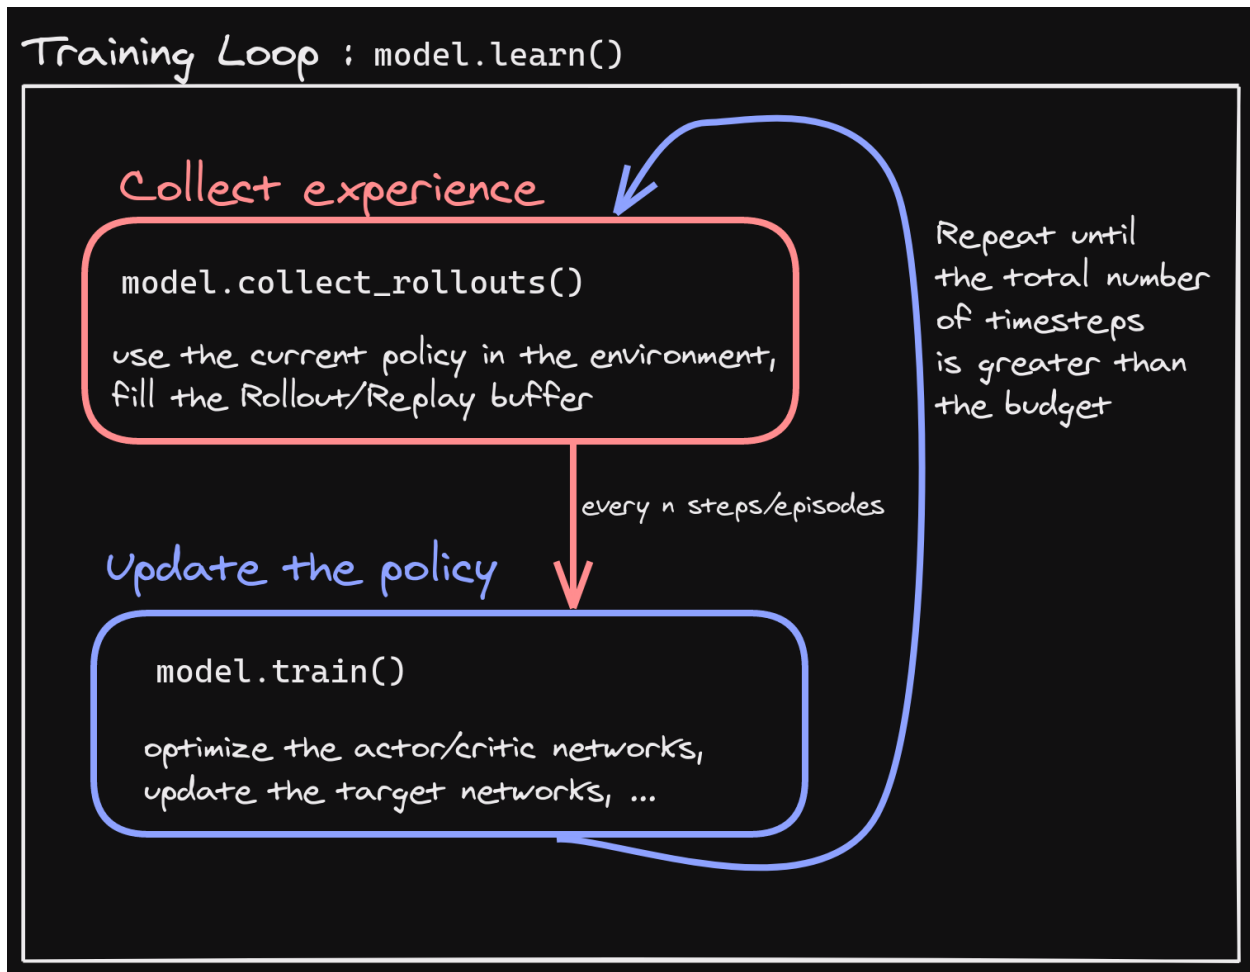 Training Loop : model.learn()
Collect experience
model.collect_rollouts()
use the current policy in the environment,
fill the Rollout/Replay buffer
Repeat until
the total number
of timesteps
is greater than
the budget
every n steps/episodes
Update the policy
model.train()
optimize the actor/critic networks,
update the target networks, ...